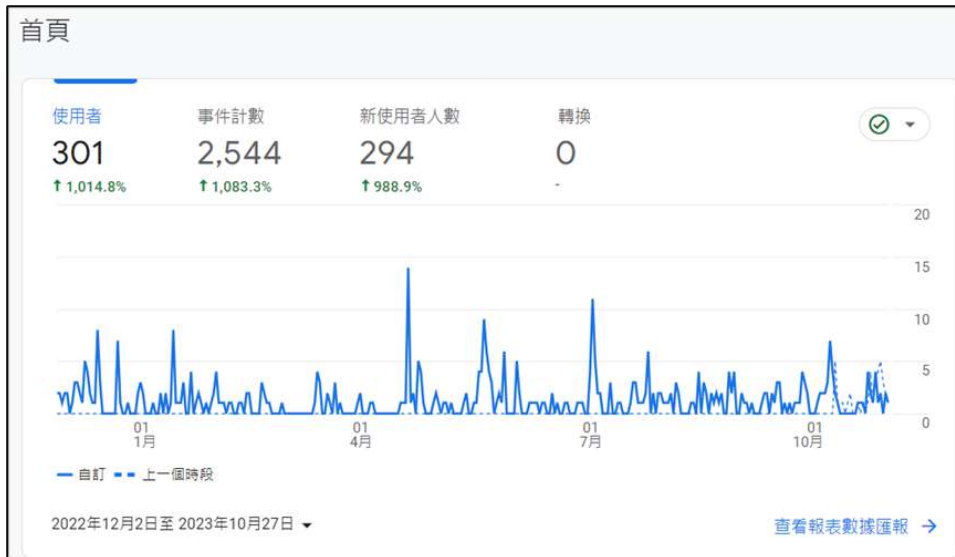 首頁
使用者 事件計數 新使用者人數 轉換
301 2,544 294 0
↑ 1,014.8% ↑ 1,083.3% ↑ 988.9% -
20
15
10
5
0
01 01 01 01
1月 4月 7月 10月
自訂 上一個時段
2022年12月2日至 2023年10月27日
查看報表數據匯報 →